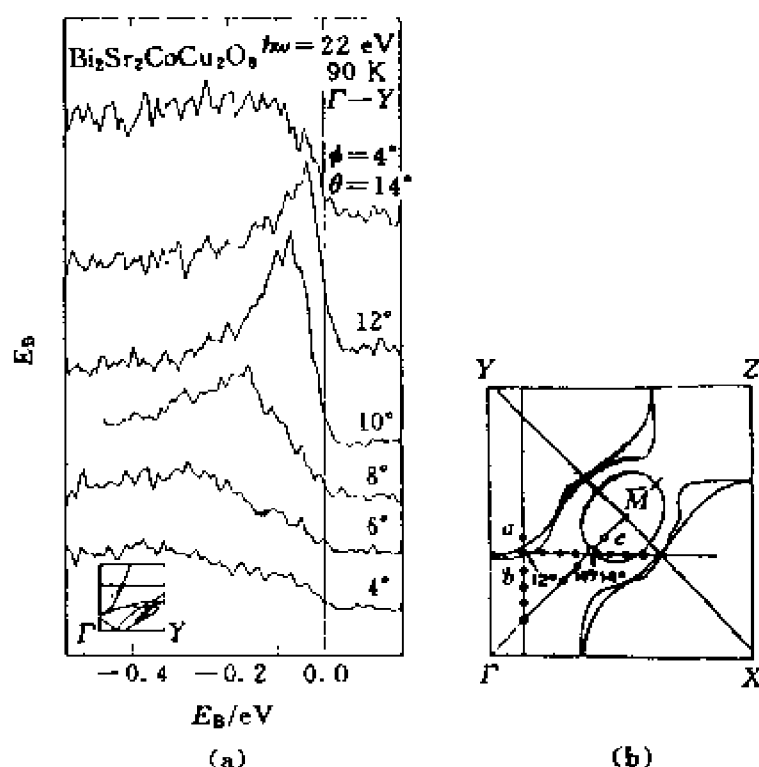 Bi₂Sr₂CoCu₂O₈ ħω=22 eV
90 K
Γ—Y
ϕ=4°
θ=14°
12°
10°
8°
6°
4°
Γ Y
E_B
−0.4 −0.2 0.0
E_B/eV
(a)
Y Z
M̄
a
c
b
12°
Γ X
(b)